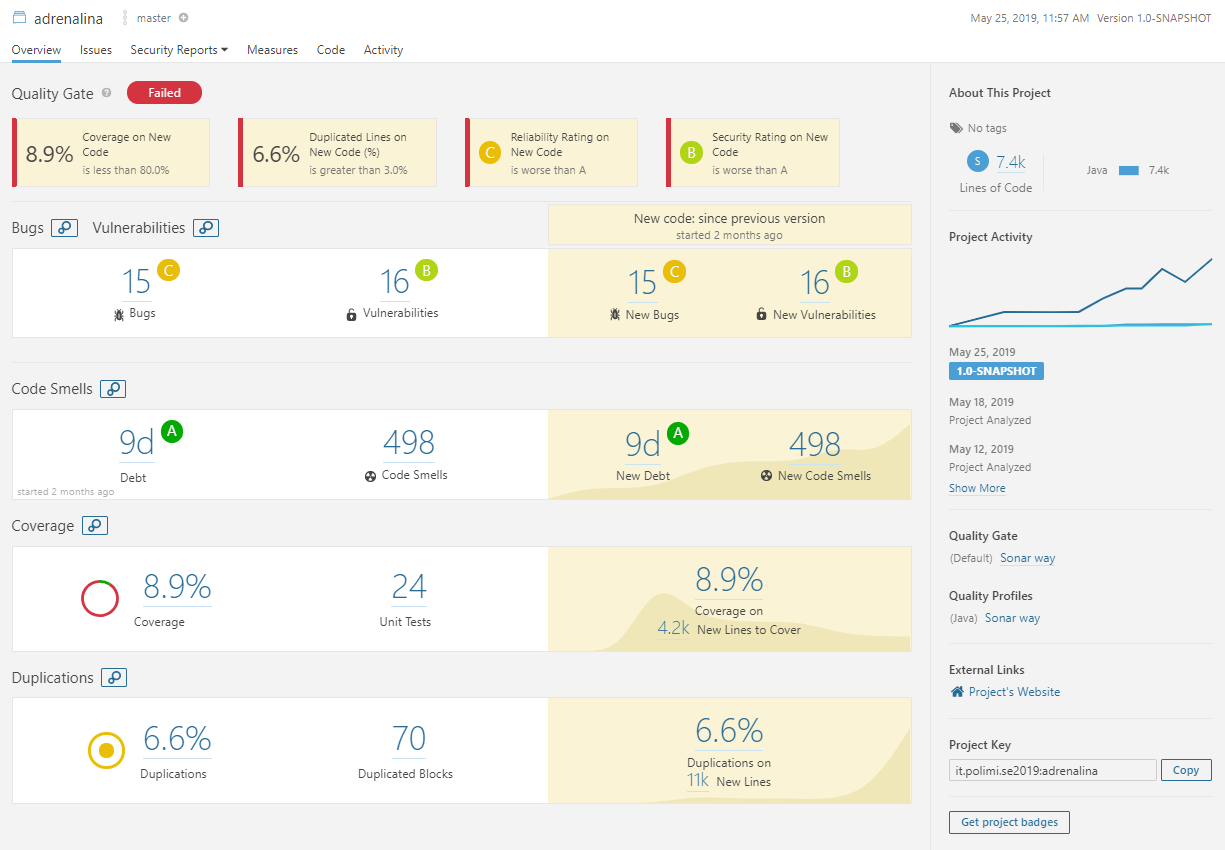 adrenalina master May 25, 2019, 11:57 AM Version 1.0-SNAPSHOT
Overview Issues Security Reports Measures Code Activity
Quality Gate ? Failed
8.9% Coverage on New
Code
is less than 80.0%
6.6% Duplicated Lines on
New Code (%)
is greater than 3.0%
C Reliability Rating on
New Code
is worse than A
B Security Rating on New
Code
is worse than A
Bugs Vulnerabilities
New code: since previous version
started 2 months ago
15 C
Bugs
16 B
Vulnerabilities
15 C
New Bugs
16 B
New Vulnerabilities
Code Smells
9d A
Debt
started 2 months ago
498
Code Smells
9d A
New Debt
498
New Code Smells
Coverage
8.9%
Coverage
24
Unit Tests
8.9%
Coverage on
4.2k New Lines to Cover
Duplications
6.6%
Duplications
70
Duplicated Blocks
6.6%
Duplications on
11k New Lines
About This Project
No tags
S 7.4k
Lines of Code
Java 7.4k
Project Activity
May 25, 2019
1.0-SNAPSHOT
May 18, 2019
Project Analyzed
May 12, 2019
Project Analyzed
Show More
Quality Gate
(Default) Sonar way
Quality Profiles
(Java) Sonar way
External Links
Project's Website
Project Key
it.polimi.se2019:adrenalina Copy
Get project badges